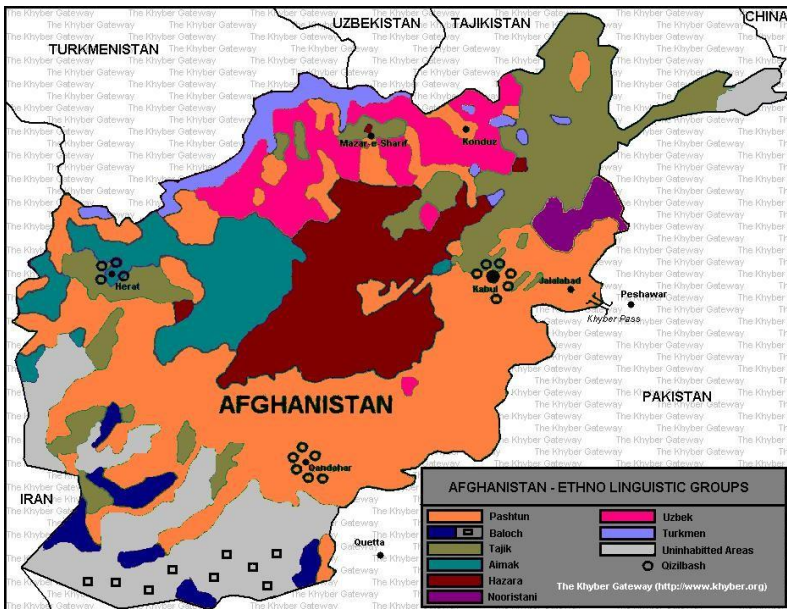 UZBEKISTAN
TAJIKISTAN
CHINA
TURKMENISTAN
Mazar-e-Sharif
Konduz
Herat
Kabul
Jalalabad
Peshawar
Khyber Pass
PAKISTAN
AFGHANISTAN
Qandahar
IRAN
Quetta
AFGHANISTAN - ETHNO LINGUISTIC GROUPS
Pashtun
Baloch
Tajik
Aimak
Hazara
Nooristani
Uzbek
Turkmen
Uninhabitted Areas
Qizilbash
The Khyber Gateway (http://www.khyber.org)
The Khyber Gateway